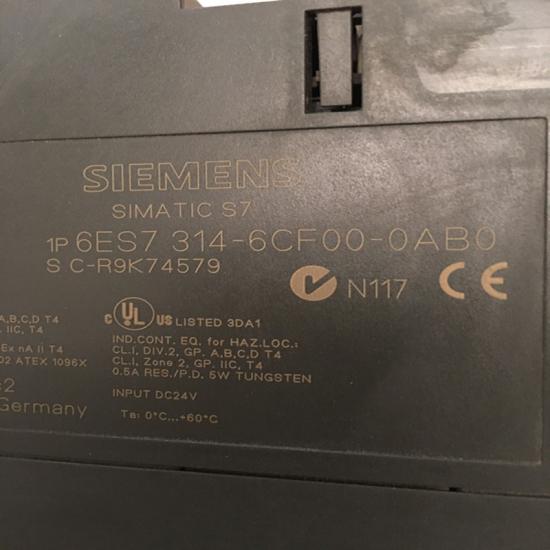 SIEMENS
SIMATIC S7
1P 6ES7 314-6CF00-0AB0
S C-R9K74579
N117 CE
A,B,C,D T4
IIC, T4
Ex nA II T4
02 ATEX 1096X
Germany
c UL US LISTED 3DA1
IND.CONT. EQ. for HAZ.LOC.:
CL.I, DIV.2, GP. A,B,C,D T4
CL.I, Zone 2, GP. IIC, T4
0.5A RES./P.D. 5W TUNGSTEN
INPUT DC24V
TB: 0°C...+60°C